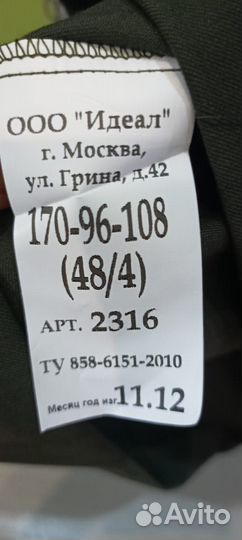 ООО "Идеал"
г. Москва,
ул. Грина, д.42
170-96-108
(48/4)
АРТ. 2316
ТУ 858-6151-2010
Месяц год изг. 11.12
Avito